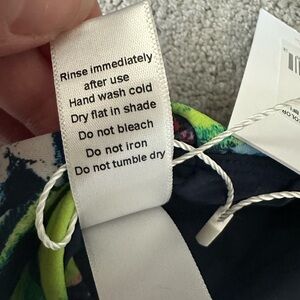 Rinse immediately
after use
Hand wash cold
Dry flat in shade
Do not bleach
Do not iron
Do not tumble dry